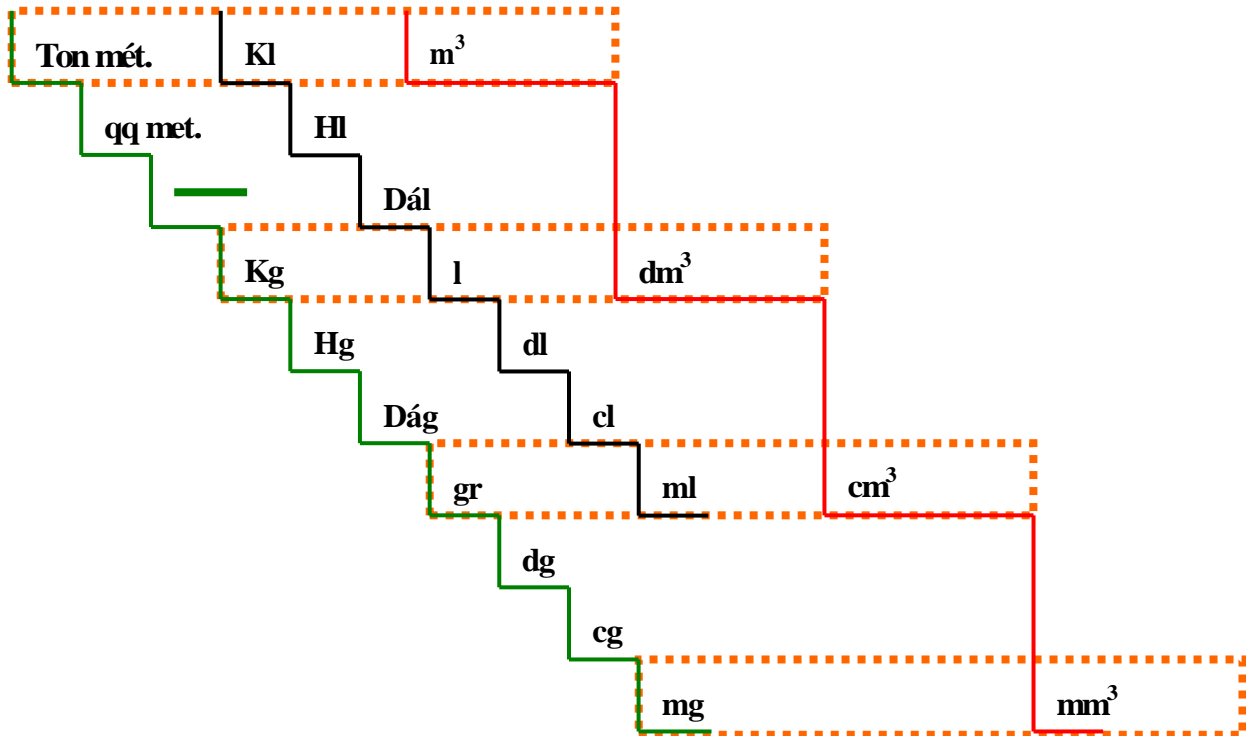 Ton mét. Kl m³
qq met. Hl
Dál
Kg l dm³
Hg dl
Dág cl
gr ml cm³
dg
cg
mg mm³